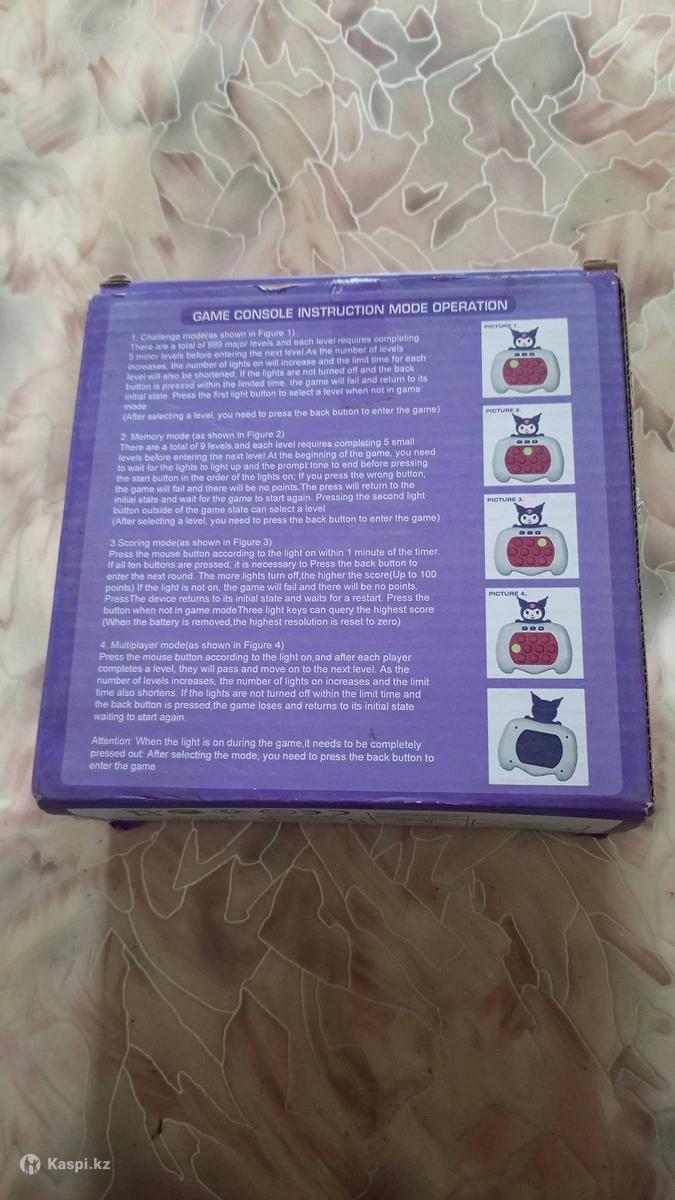 GAME CONSOLE INSTRUCTION MODE OPERATION
1. Challenge mode(as shown in Figure 1)
There are a total of 999 major levels,and each level requires completing
5 minor levels before entering the next level As the number of levels
increases, the number of lights on will increase and the limit time for each
level will also be shortened, If the lights are not turned off and the back
button is pressed within the limited time, the game will fail and return to its
initial state. Press the first light button to select a level when not in game
mode
(After selecting a level, you need to press the back button to enter the game)
2 Memory mode (as shown in Figure 2)
There are a total of 9 levels,and each level requires completing 5 small
levels before entering the next level At the beginning of the game, you need
to wait for the lights to light up and the prompt tone to end before pressing
the start button in the order of the lights on; If you press the wrong button,
the game will fail and there will be no points.The press will return to the
initial state and wait for the game to start again. Pressing the second light
button outside of the game state can select a level
(After selecting a level, you need to press the back button to enter the game)
3 Scoring mode(as shown in Figure 3)
Press the mouse button according to the light on within 1 minute of the timer.
If all ten buttons are pressed, it is necessary to Press the back button to
enter the next round. The more lights turn off,the higher the score(Up to 100
points) If the light is not on, the game will fail and there will be no points.
PressThe device returns to its initial state and waits for a restart. Press the
button when not in game modeThree light keys can query the highest score
(When the battery is removed,the highest resolution is reset to zero)
4. Multiplayer mode(as shown in Figure 4)
Press the mouse button according to the light on,and after each player
completes a level, they will pass and move on to the next level. As the
number of levels increases, the number of lights on increases and the limit
time also shortens. If the lights are not turned off within the limit time and
the back button is pressed,the game loses and returns to its initial state
waiting to start again.
Attention: When the light is on during the game,it needs to be completely
pressed out: After selecting the mode, you need to press the back button to
enter the game
PICTURE 1.
PICTURE 2.
PICTURE 3.
PICTURE 4.
Kaspi.kz